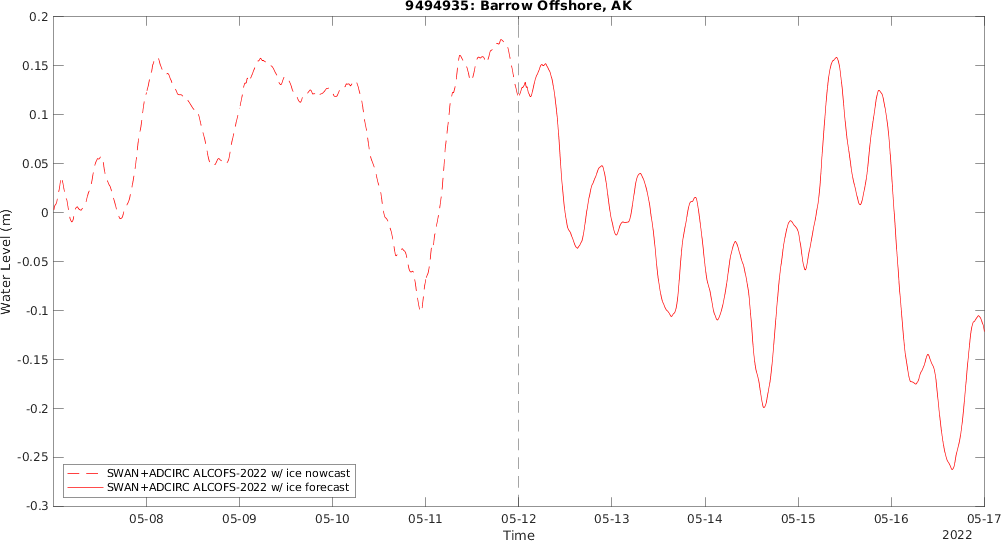 9494935: Barrow Offshore, AK
Water Level (m)
0.2
0.15
0.1
0.05
0
-0.05
-0.1
-0.15
-0.2
-0.25
-0.3
SWAN+ADCIRC ALCOFS-2022 w/ ice nowcast
SWAN+ADCIRC ALCOFS-2022 w/ ice forecast
05-08 05-09 05-10 05-11 05-12 05-13 05-14 05-15 05-16 05-17
Time
2022